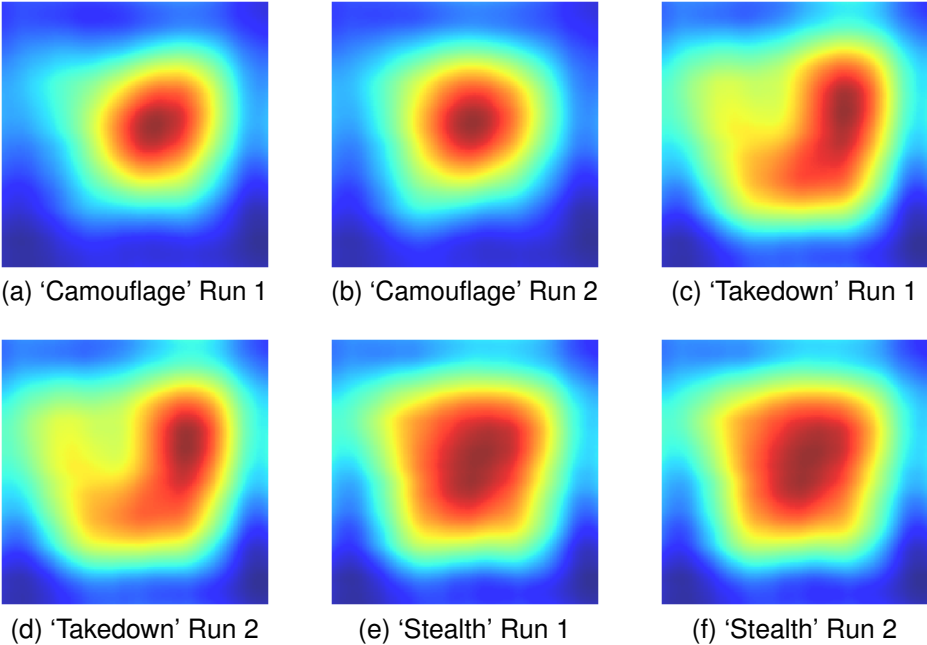 (a) ‘Camouflage’ Run 1
(b) ‘Camouflage’ Run 2
(c) ‘Takedown’ Run 1
(d) ‘Takedown’ Run 2
(e) ‘Stealth’ Run 1
(f) ‘Stealth’ Run 2